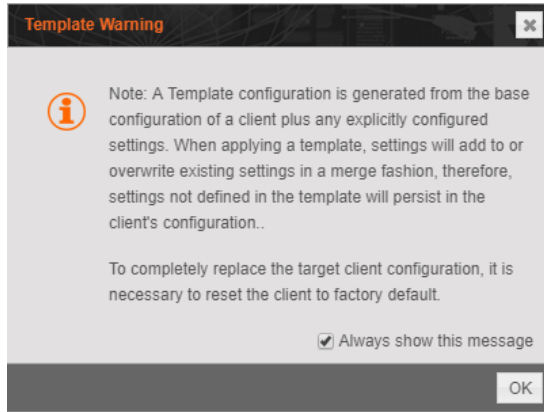 Template Warning
Note: A Template configuration is generated from the base
configuration of a client plus any explicitly configured
settings. When applying a template, settings will add to or
overwrite existing settings in a merge fashion, therefore,
settings not defined in the template will persist in the
client's configuration..
To completely replace the target client configuration, it is
necessary to reset the client to factory default.
Always show this message
OK